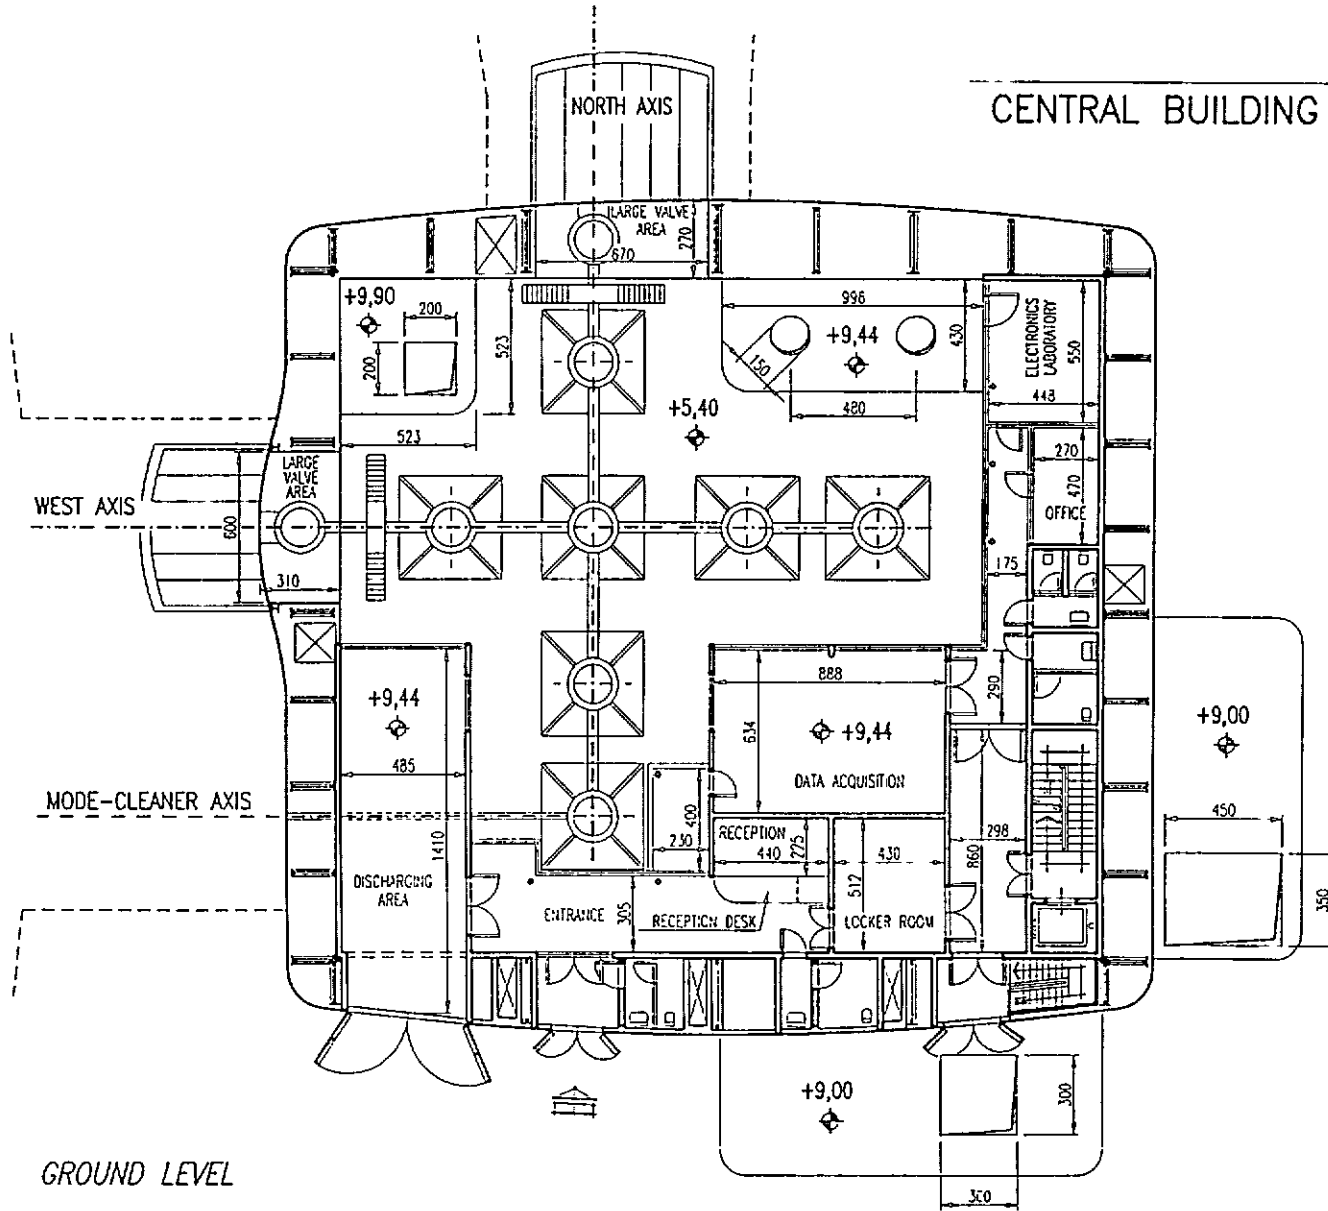 NORTH AXIS
CENTRAL BUILDING
LARGE VALVE
AREA
270
670
+9,90
200
200
523
523
996
+9,44
430
150
480
+5,40
ELECTRONICS
LABORATORY
550
448
270
470
OFFICE
175
LARGE
VALVE
AREA
WEST AXIS
600
310
1410
+9,44
485
888
634
+9,44
DATA ACQUISITION
290
+9,00
450
350
MODE-CLEANER AXIS
400
230
RECEPTION
440
275
430
512
298
860
DISCHARGING
AREA
ENTRANCE
305
RECEPTION DESK
LOCKER ROOM
+9,00
300
300
GROUND LEVEL